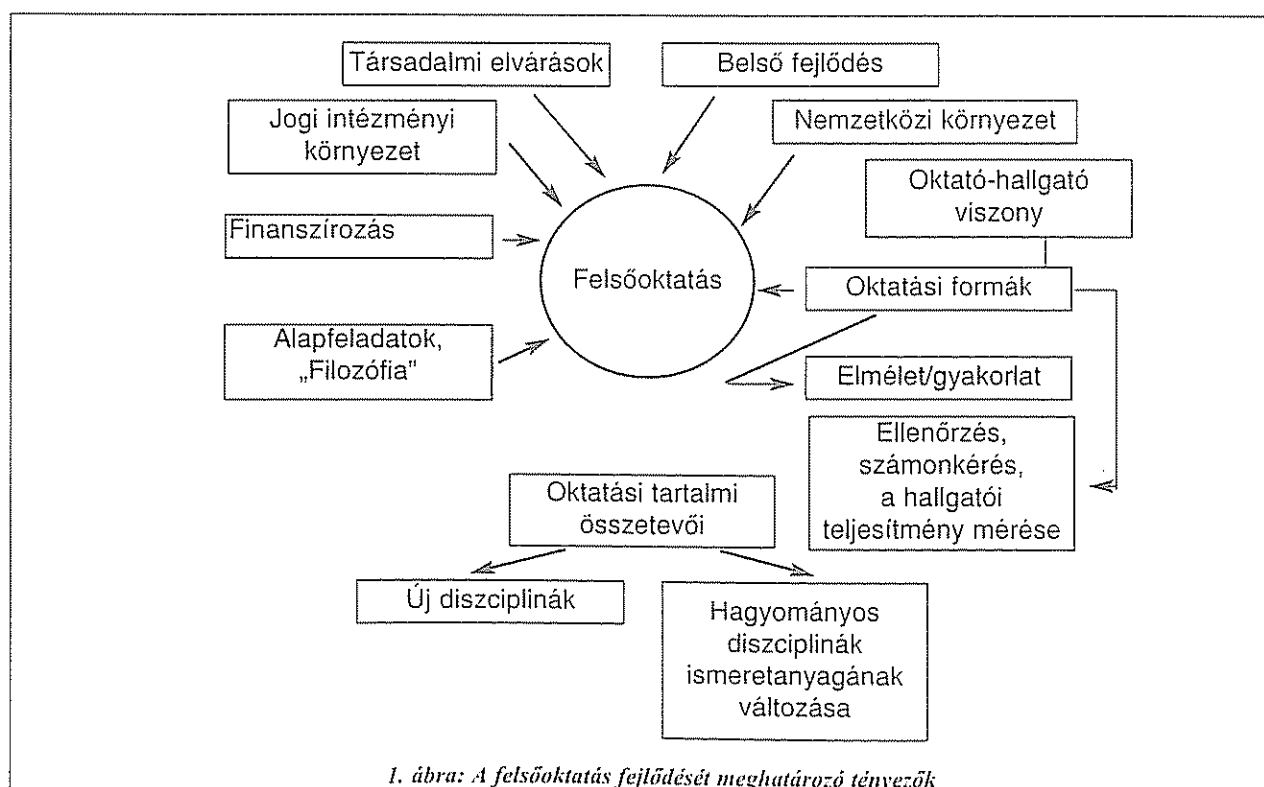 Társadalmi elvárások
Belső fejlődés
Jogi intézményi
környezet
Nemzetközi környezet
Oktató-hallgató
viszony
Finanszírozás
Felsőoktatás
Oktatási formák
Alapfeladatok,
„Filozófia"
Elmélet/gyakorlat
Ellenőrzés,
számonkérés,
a hallgatói
teljesítmény mérése
Oktatási tartalmi
összetevői
Új diszciplinák
Hagyományos
diszciplinák
ismeretanyagának
változása
1. ábra: A felsőoktatás fejlődését meghatározó tényezők